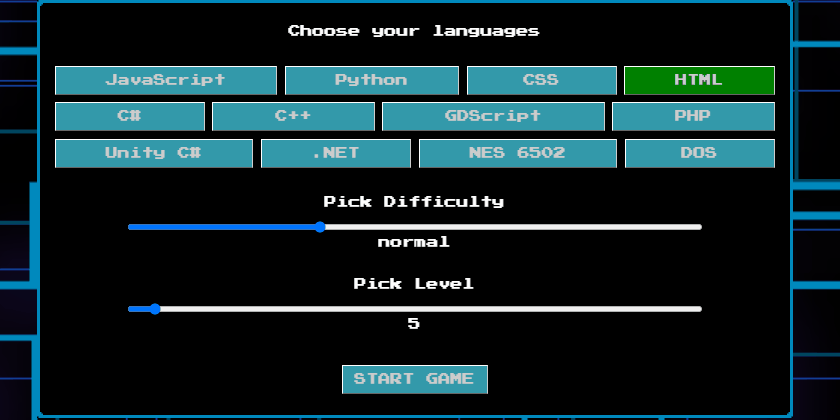 Choose your languages
JavaScript Python CSS HTML
C# C++ GDScript PHP
Unity C# .NET NES 6502 DOS
Pick Difficulty
normal
Pick Level
5
START GAME